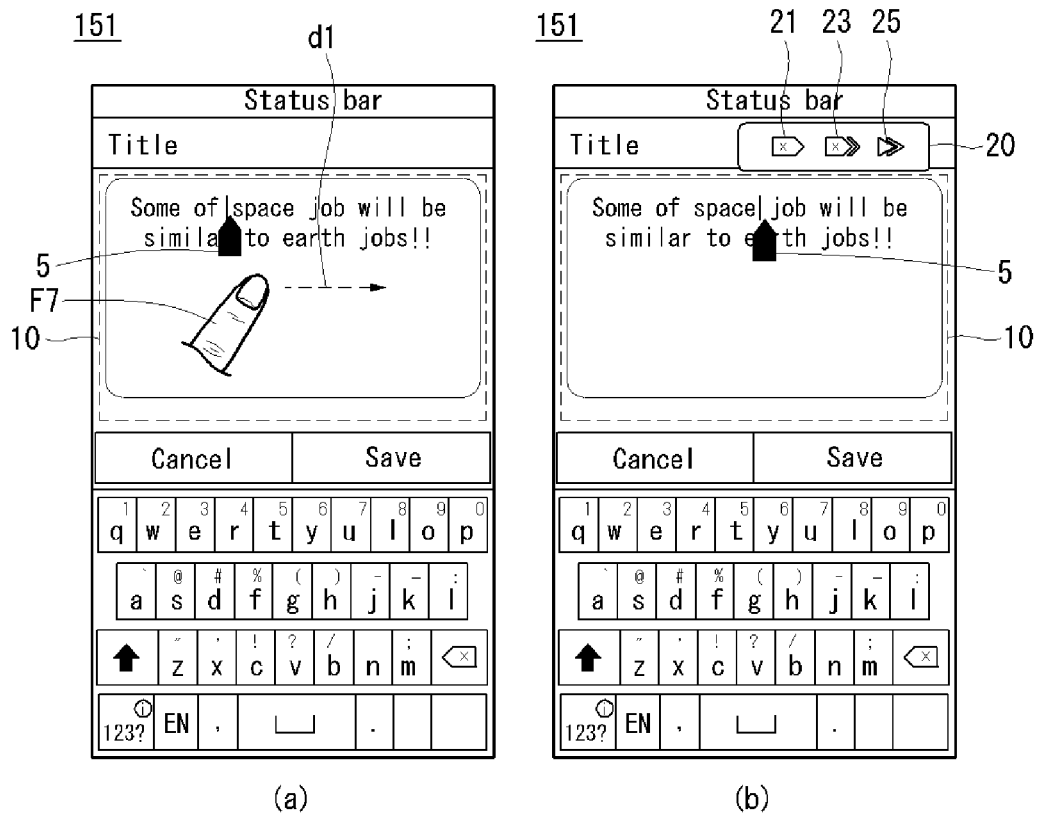 151
d1
Status bar
Title
Some of space job will be
similar to earth jobs!!
5
F7
10
Cancel Save
1 2 3 4 5 6 7 8 9 0
q w e r t y u l o p
` @ # % ( ) - _ :
a s d f g h j k l
" ' ! ? / ;
z x c v b n m x
123? i EN , .
(a)
151
21 23 25
Status bar
Title
x x
20
Some of space job will be
similar to earth jobs!!
5
10
Cancel Save
1 2 3 4 5 6 7 8 9 0
q w e r t y u l o p
` @ # % ( ) - _ :
a s d f g h j k l
" ' ! ? / ;
z x c v b n m x
123? i EN , .
(b)